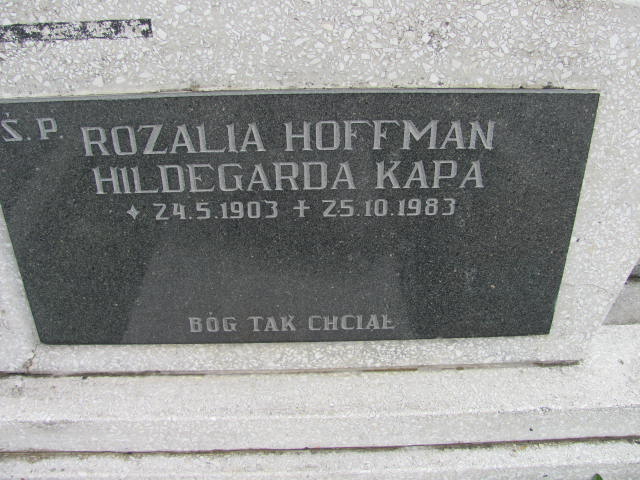 Ś. P. ROZALIA HOFFMAN
HILDEGARDA KAPA
✦ 24.5.1903 ✝ 25.10.1983
BÓG TAK CHCIAŁ